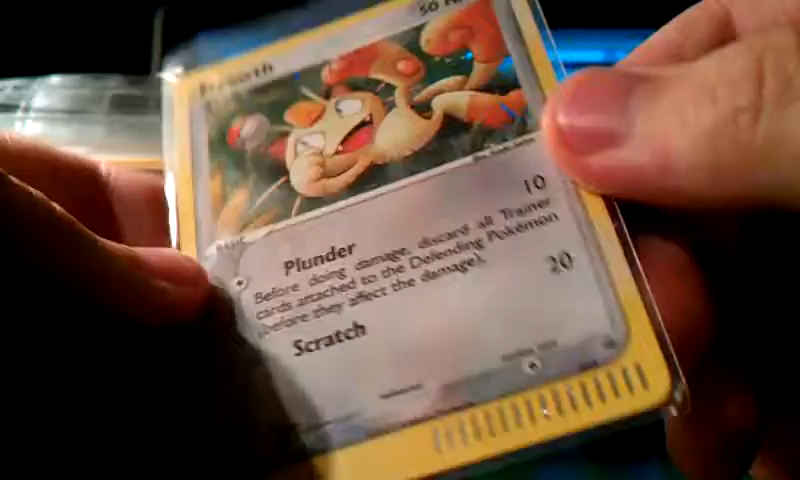 50 H
Meowth
10
Plunder
Before doing damage, discard all Trainer
cards attached to the Defending Pokémon
(before they affect the damage).
20
Scratch